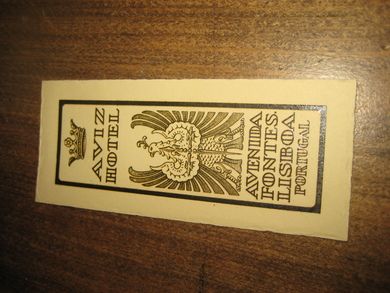 AVIZ
HOTEL
AVENIDA
FONTES.
LISBOA
PORTUGAL